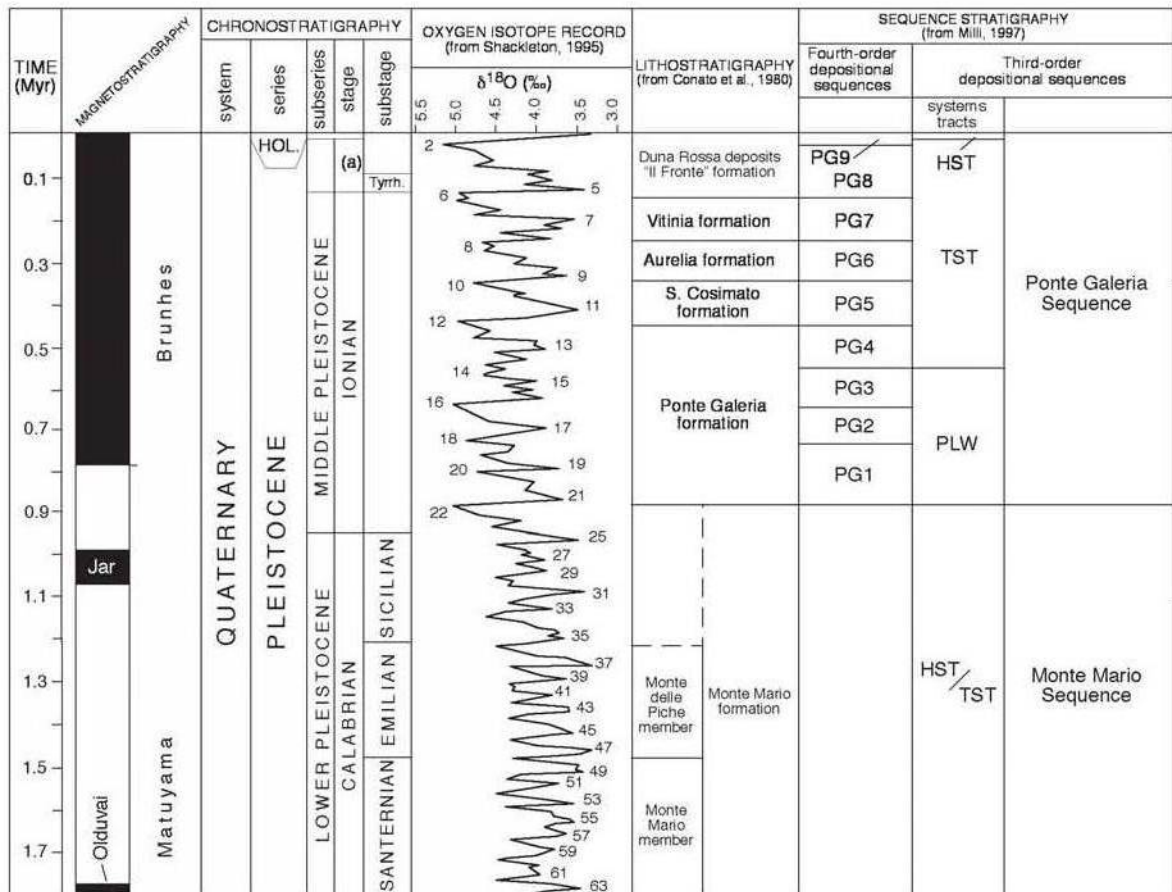 TIME
(Myr)
MAGNETOSTRATIGRAPHY
CHRONOSTRATIGRAPHY
system
series
subseries
stage
substage
OXYGEN ISOTOPE RECORD
(from Shackleton, 1995)
δ18O (‰)
5.5
5.0
4.5
4.0
3.5
3.0
LITHOSTRATIGRAPHY
(from Conato et al., 1980)
SEQUENCE STRATIGRAPHY
(from Milli, 1997)
Fourth-order
depositional
sequences
Third-order
depositional sequences
systems
tracts
0.1
0.3
0.5
0.7
0.9
1.1
1.3
1.5
1.7
Jar
Olduvai
Brunhes
Matuyama
QUATERNARY
HOL.
PLEISTOCENE
MIDDLE PLEISTOCENE
LOWER PLEISTOCENE
(a)
IONIAN
CALABRIAN
Tyrrh.
SICILIAN
EMILIAN
SANTERNIAN
2
5
6
7
8
9
10
11
12
13
14
15
16
17
18
19
20
21
22
25
27
29
31
33
35
37
39
41
43
45
47
49
51
53
55
57
59
61
63
Duna Rossa deposits
"Il Fronte" formation
Vitinia formation
Aurelia formation
S. Cosimato
formation
Ponte Galeria
formation
Monte
delle
Piche
member
Monte
Mario
member
Monte Mario
formation
PG9
PG8
PG7
PG6
PG5
PG4
PG3
PG2
PG1
HST
TST
PLW
HST
TST
Ponte Galeria
Sequence
Monte Mario
Sequence